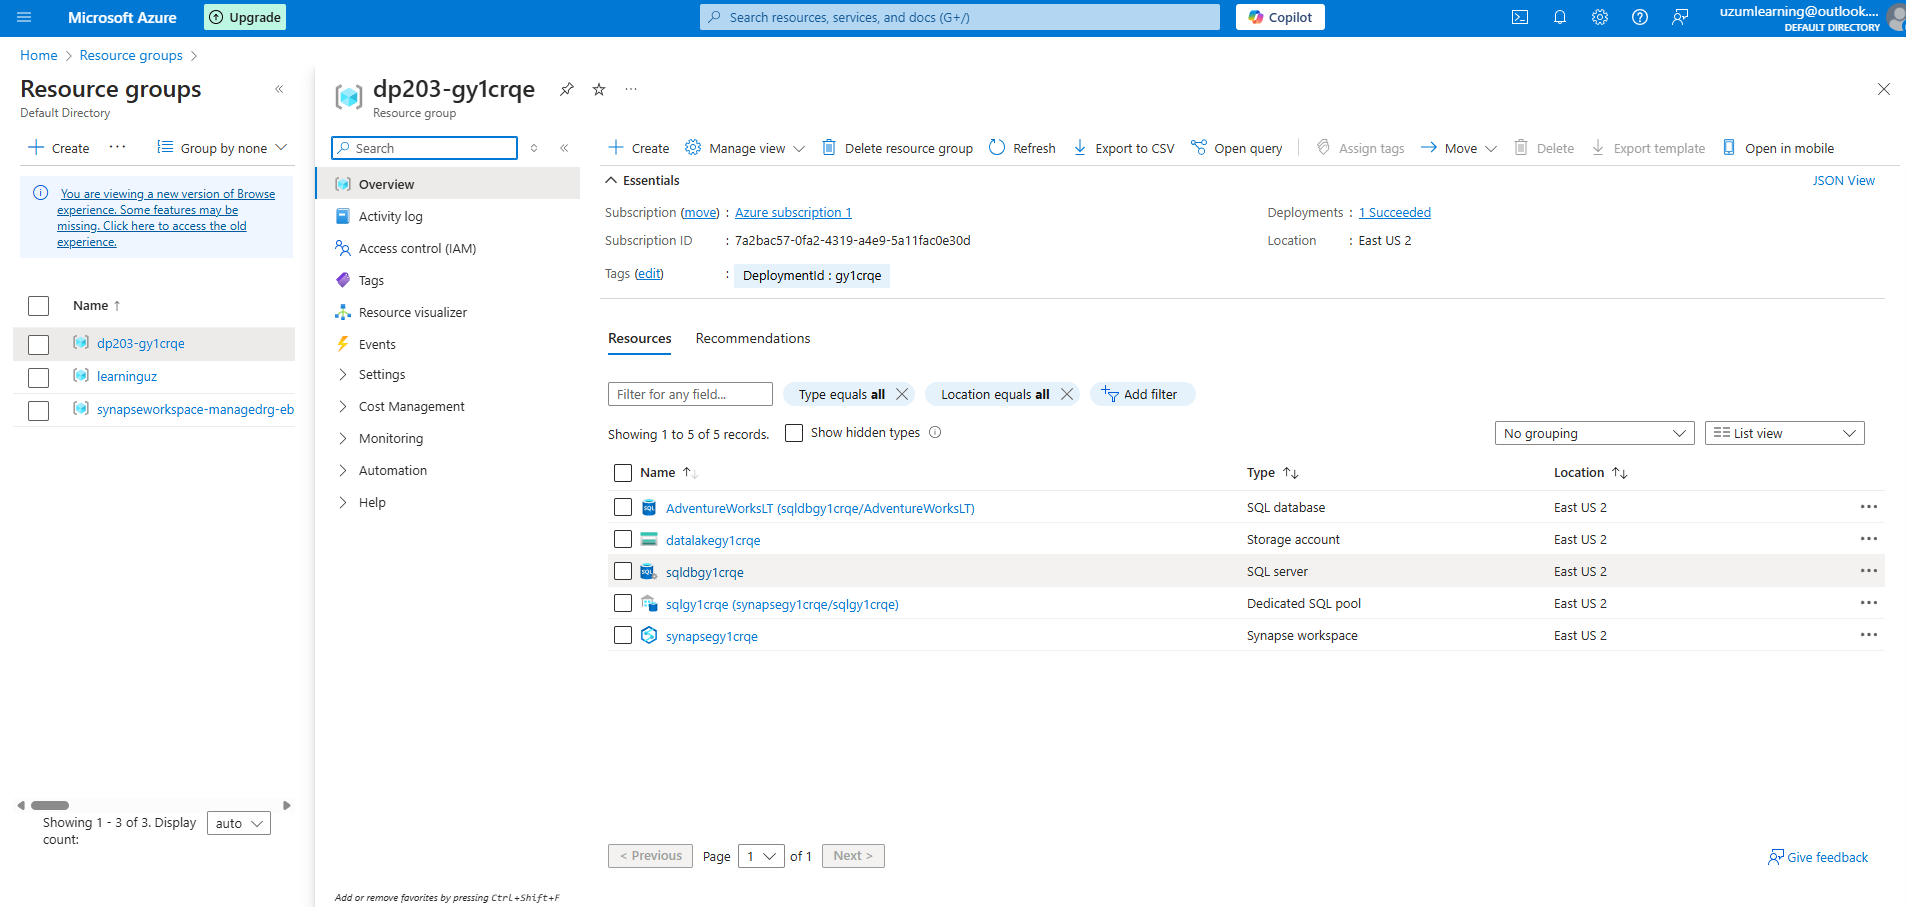 Microsoft Azure
Upgrade
Search resources, services, and docs (G+/)
Copilot
uzumlearning@outlook....
DEFAULT DIRECTORY
Home > Resource groups >
Resource groups
Default Directory
Create
Group by none
You are viewing a new version of Browse
experience. Some features may be
missing. Click here to access the old
experience.
Name ↑
dp203-gy1crqe
learninguz
synapseworkspace-managedrg-eb
Showing 1 - 3 of 3. Display
count:
auto
dp203-gy1crqe
Resource group
Search
Overview
Activity log
Access control (IAM)
Tags
Resource visualizer
Events
Settings
Cost Management
Monitoring
Automation
Help
Add or remove favorites by pressing Ctrl+Shift+F
Create
Manage view
Delete resource group
Refresh
Export to CSV
Open query
Assign tags
Move
Delete
Export template
Open in mobile
Essentials
JSON View
Subscription (move) : Azure subscription 1
Subscription ID : 7a2bac57-0fa2-4319-a4e9-5a11fac0e30d
Tags (edit) : DeploymentId : gy1crqe
Deployments : 1 Succeeded
Location : East US 2
Resources
Recommendations
Filter for any field...
Type equals all
Location equals all
Add filter
Showing 1 to 5 of 5 records.
Show hidden types
No grouping
List view
Name ↑↓ Type ↑↓ Location ↑↓
AdventureWorksLT (sqldbgy1crqe/AdventureWorksLT) SQL database East US 2
datalakegy1crqe Storage account East US 2
sqldbgy1crqe SQL server East US 2
sqlgy1crqe (synapsegy1crqe/sqlgy1crqe) Dedicated SQL pool East US 2
synapsegy1crqe Synapse workspace East US 2
< Previous
Page 1 of 1
Next >
Give feedback